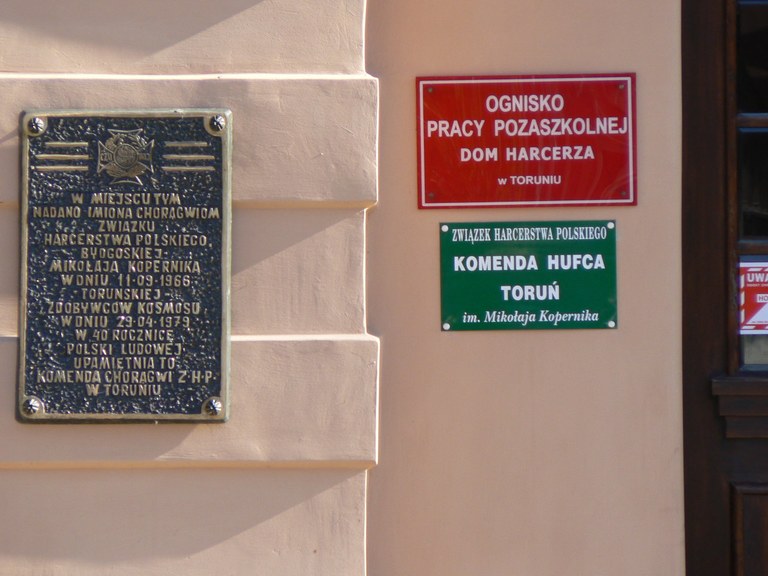 W MIEJSCU TYM
NADANO IMIONA CHORĄGWIOM
ZWIĄZKU
HARCERSTWA POLSKIEGO
BYDGOSKIEJ
MIKOŁAJA KOPERNIKA
W DNIU 11-09-1966
TORUŃSKIEJ
ZDOBYWCÓW KOSMOSU
W DNIU 29-04-1979
W 40 ROCZNICĘ
POLSKI LUDOWEJ
UPAMIĘTNIA TO
KOMENDA CHORĄGWI Z·H·P·
W TORUNIU
OGNISKO
PRACY POZASZKOLNEJ
DOM HARCERZA
w TORUNIU
ZWIĄZEK HARCERSTWA POLSKIEGO
KOMENDA HUFCA
TORUŃ
im. Mikołaja Kopernika